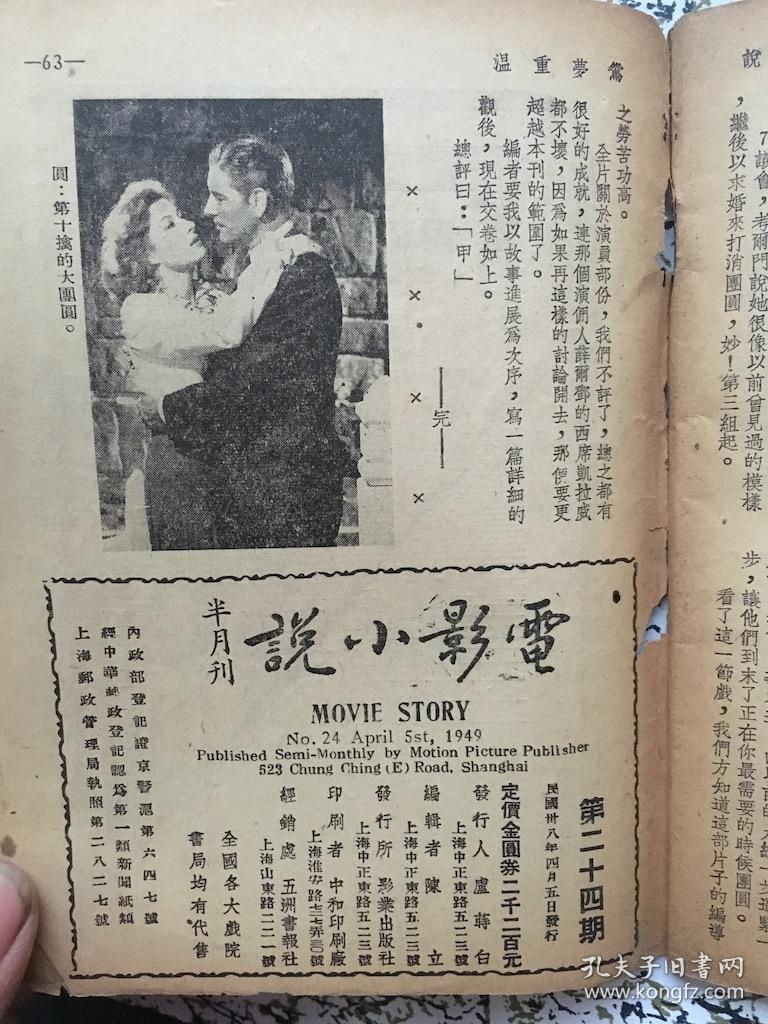 —63—
鴛夢重温
之勞苦功高。
全片關於演員部份，我們不評了，總之都有
很好的成就，連那個演佣人薛爾鄧的西席凱拉威
都不壞，因爲如果再這樣的討論開去，那便要更
超越本刊的範圍了。
編者要我以故事進展爲次序，寫一篇詳細的
觀後，現在交卷如上。
總評曰：「甲」
——完——
× × × ×
圓：第十擒的大團圓。
說
議會，考爾門說她很像以前曾見過的模樣
，繼後以求婚來打消團圓，妙！第三組起。
步，讓他們到末了正在你最需要的時候團圓。
看了這一節戲，我們方知道這部片子的編導
電影小說
半月刊
MOVIE STORY
No. 24 April 5st, 1949
Published Semi-Monthly by Motion Picture Publisher
523 Chung Ching (E) Road, Shanghai
第二十四期
民國卅八年四月五日發行
定價金圓券二千二百元
發行人 盧蒔白
上海中正東路五二三號
編輯者 陳立
上海中正東路五二三號
發行所 影業出版社
上海中正東路五二三號
印刷者 中和印刷廠
上海淮安路
經銷處 五洲書報社
上海山東路二二一號
全國各大戲院
書局均有代售
內政部登記證京警滬第六四七號
經中華郵政登記認爲第一類新聞紙類
上海郵政管理局執照第二八二七號
孔夫子旧书网
www.kongfz.com